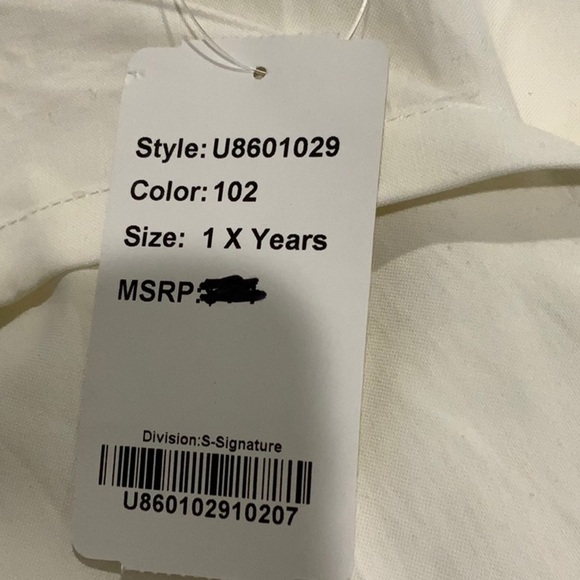 Style: U8601029
Color: 102
Size: 1 X Years
MSRP:
Division:S-Signature
U860102910207